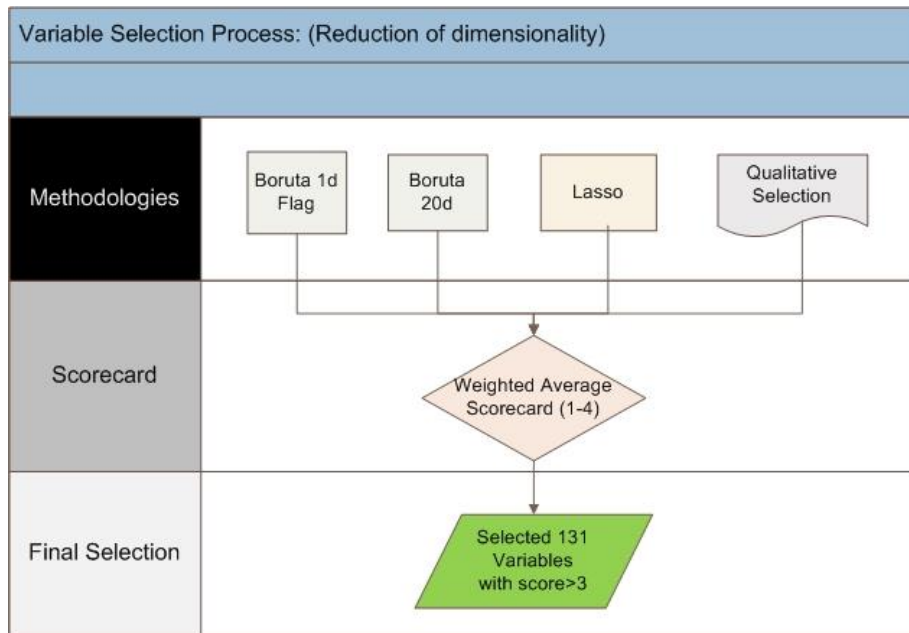 Variable Selection Process: (Reduction of dimensionality)
Methodologies
Boruta 1d
Flag
Boruta
20d
Lasso
Qualitative
Selection
Scorecard
Weighted Average
Scorecard (1-4)
Final Selection
Selected 131
Variables
with score>3